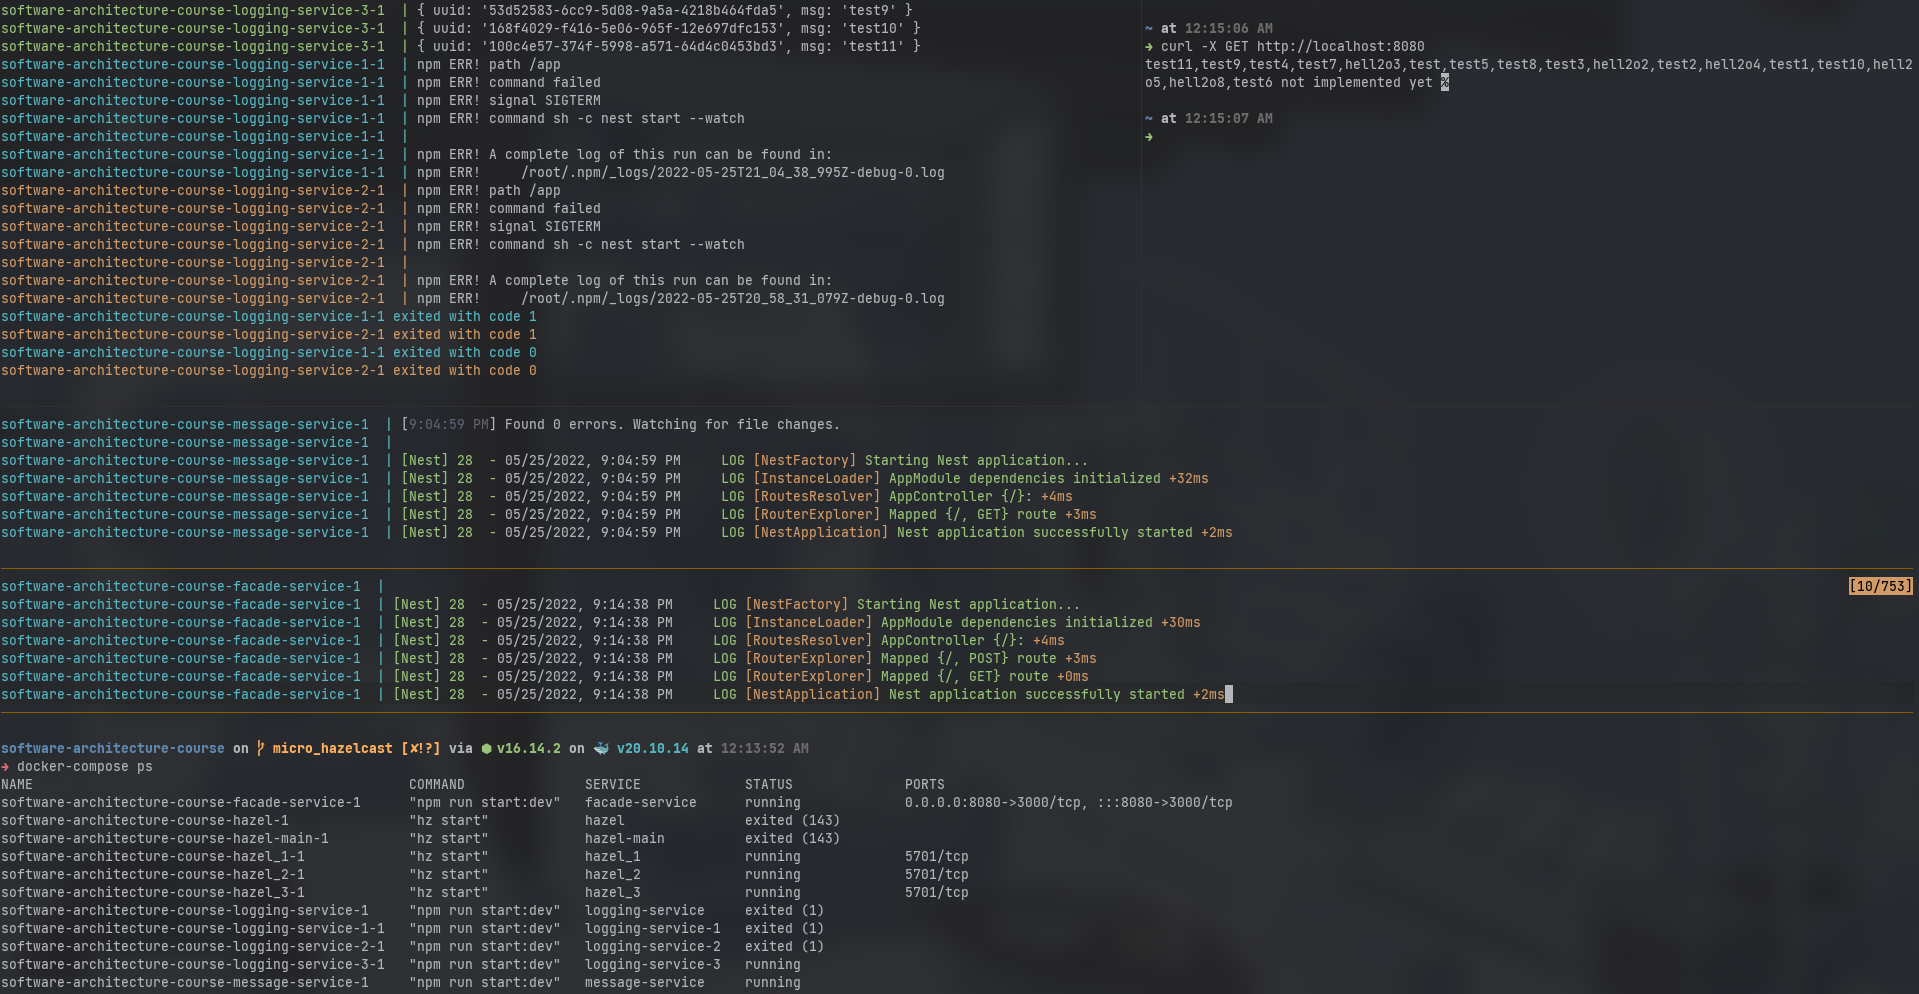 software-architecture-course-logging-service-3-1  | { uuid: '53d52583-6cc9-5d08-9a5a-4218b464fda5', msg: 'test9' }
software-architecture-course-logging-service-3-1  | { uuid: '168f4029-f416-5e06-965f-12e697dfc153', msg: 'test10' }
software-architecture-course-logging-service-3-1  | { uuid: '100c4e57-374f-5998-a571-64d4c0453bd3', msg: 'test11' }
software-architecture-course-logging-service-1-1  | npm ERR! path /app
software-architecture-course-logging-service-1-1  | npm ERR! command failed
software-architecture-course-logging-service-1-1  | npm ERR! signal SIGTERM
software-architecture-course-logging-service-1-1  | npm ERR! command sh -c nest start --watch
software-architecture-course-logging-service-1-1  |
software-architecture-course-logging-service-1-1  | npm ERR! A complete log of this run can be found in:
software-architecture-course-logging-service-1-1  | npm ERR!     /root/.npm/_logs/2022-05-25T21_04_38_995Z-debug-0.log
software-architecture-course-logging-service-2-1  | npm ERR! path /app
software-architecture-course-logging-service-2-1  | npm ERR! command failed
software-architecture-course-logging-service-2-1  | npm ERR! signal SIGTERM
software-architecture-course-logging-service-2-1  | npm ERR! command sh -c nest start --watch
software-architecture-course-logging-service-2-1  |
software-architecture-course-logging-service-2-1  | npm ERR! A complete log of this run can be found in:
software-architecture-course-logging-service-2-1  | npm ERR!     /root/.npm/_logs/2022-05-25T20_58_31_079Z-debug-0.log
software-architecture-course-logging-service-1-1 exited with code 1
software-architecture-course-logging-service-2-1 exited with code 1
software-architecture-course-logging-service-1-1 exited with code 0
software-architecture-course-logging-service-2-1 exited with code 0
~ at 12:15:06 AM
→ curl -X GET http://localhost:8080
test11,test9,test4,test7,hell2o3,test,test5,test8,test3,hell2o2,test2,hell2o4,test1,test10,hell2
o5,hell2o8,test6 not implemented yet %
~ at 12:15:07 AM
→
software-architecture-course-message-service-1  | [9:04:59 PM] Found 0 errors. Watching for file changes.
software-architecture-course-message-service-1  |
software-architecture-course-message-service-1  | [Nest] 28  - 05/25/2022, 9:04:59 PM     LOG [NestFactory] Starting Nest application...
software-architecture-course-message-service-1  | [Nest] 28  - 05/25/2022, 9:04:59 PM     LOG [InstanceLoader] AppModule dependencies initialized +32ms
software-architecture-course-message-service-1  | [Nest] 28  - 05/25/2022, 9:04:59 PM     LOG [RoutesResolver] AppController {/}: +4ms
software-architecture-course-message-service-1  | [Nest] 28  - 05/25/2022, 9:04:59 PM     LOG [RouterExplorer] Mapped {/, GET} route +3ms
software-architecture-course-message-service-1  | [Nest] 28  - 05/25/2022, 9:04:59 PM     LOG [NestApplication] Nest application successfully started +2ms
software-architecture-course-facade-service-1  | [10/753]
software-architecture-course-facade-service-1  | [Nest] 28  - 05/25/2022, 9:14:38 PM     LOG [NestFactory] Starting Nest application...
software-architecture-course-facade-service-1  | [Nest] 28  - 05/25/2022, 9:14:38 PM     LOG [InstanceLoader] AppModule dependencies initialized +30ms
software-architecture-course-facade-service-1  | [Nest] 28  - 05/25/2022, 9:14:38 PM     LOG [RoutesResolver] AppController {/}: +4ms
software-architecture-course-facade-service-1  | [Nest] 28  - 05/25/2022, 9:14:38 PM     LOG [RouterExplorer] Mapped {/, POST} route +3ms
software-architecture-course-facade-service-1  | [Nest] 28  - 05/25/2022, 9:14:38 PM     LOG [RouterExplorer] Mapped {/, GET} route +0ms
software-architecture-course-facade-service-1  | [Nest] 28  - 05/25/2022, 9:14:38 PM     LOG [NestApplication] Nest application successfully started +2ms
software-architecture-course on micro_hazelcast [✘!?] via ⬢ v16.14.2 on 🐳 v20.10.14 at 12:13:52 AM
→ docker-compose ps
NAME                                               COMMAND                SERVICE             STATUS              PORTS
software-architecture-course-facade-service-1      "npm run start:dev"    facade-service      running             0.0.0.0:8080->3000/tcp, :::8080->3000/tcp
software-architecture-course-hazel-1               "hz start"             hazel               exited (143)
software-architecture-course-hazel-main-1          "hz start"             hazel-main          exited (143)
software-architecture-course-hazel_1-1             "hz start"             hazel_1             running             5701/tcp
software-architecture-course-hazel_2-1             "hz start"             hazel_2             running             5701/tcp
software-architecture-course-hazel_3-1             "hz start"             hazel_3             running             5701/tcp
software-architecture-course-logging-service-1     "npm run start:dev"    logging-service     exited (1)
software-architecture-course-logging-service-1-1   "npm run start:dev"    logging-service-1   exited (1)
software-architecture-course-logging-service-2-1   "npm run start:dev"    logging-service-2   exited (1)
software-architecture-course-logging-service-3-1   "npm run start:dev"    logging-service-3   running
software-architecture-course-message-service-1     "npm run start:dev"    message-service     running